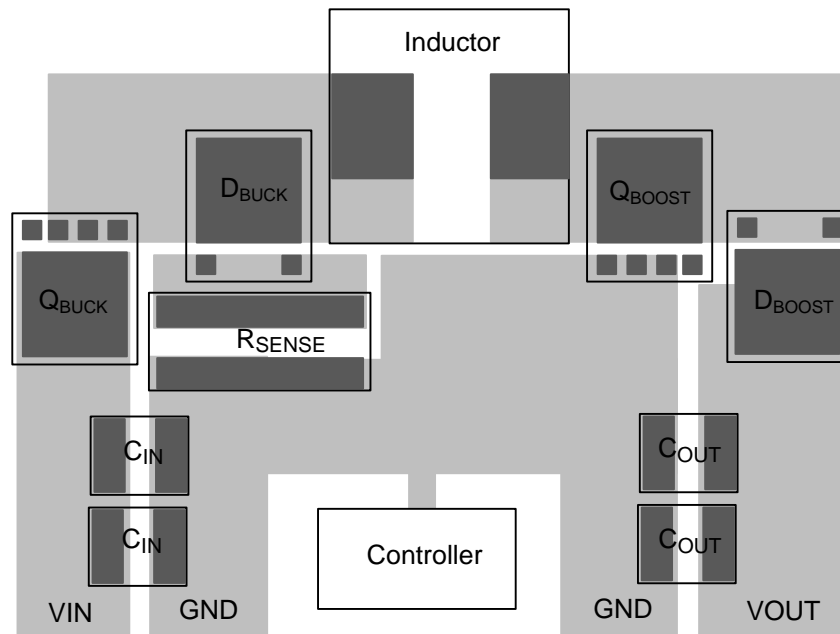 Inductor
DBUCK
QBOOST
QBUCK
DBOOST
RSENSE
CIN
COUT
CIN
COUT
Controller
VIN
GND
GND
VOUT